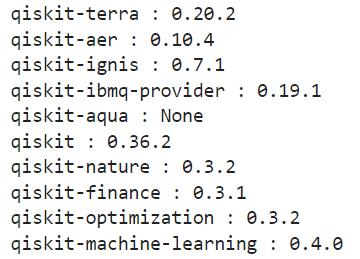 qiskit-terra : 0.20.2
qiskit-aer : 0.10.4
qiskit-ignis : 0.7.1
qiskit-ibmq-provider : 0.19.1
qiskit-aqua : None
qiskit : 0.36.2
qiskit-nature : 0.3.2
qiskit-finance : 0.3.1
qiskit-optimization : 0.3.2
qiskit-machine-learning : 0.4.0